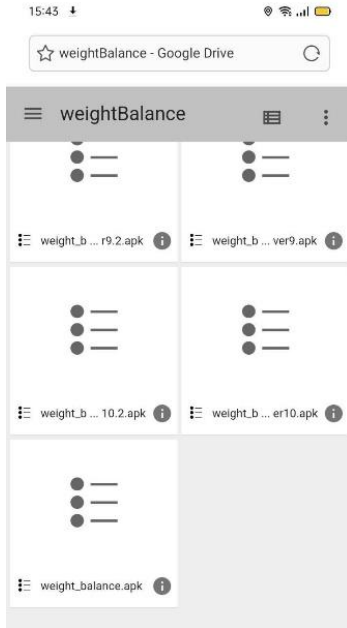 15:43
weightBalance - Google Drive
weightBalance
weight_b ... r9.2.apk
weight_b ... ver9.apk
weight_b ... 10.2.apk
weight_b ... er10.apk
weight_balance.apk